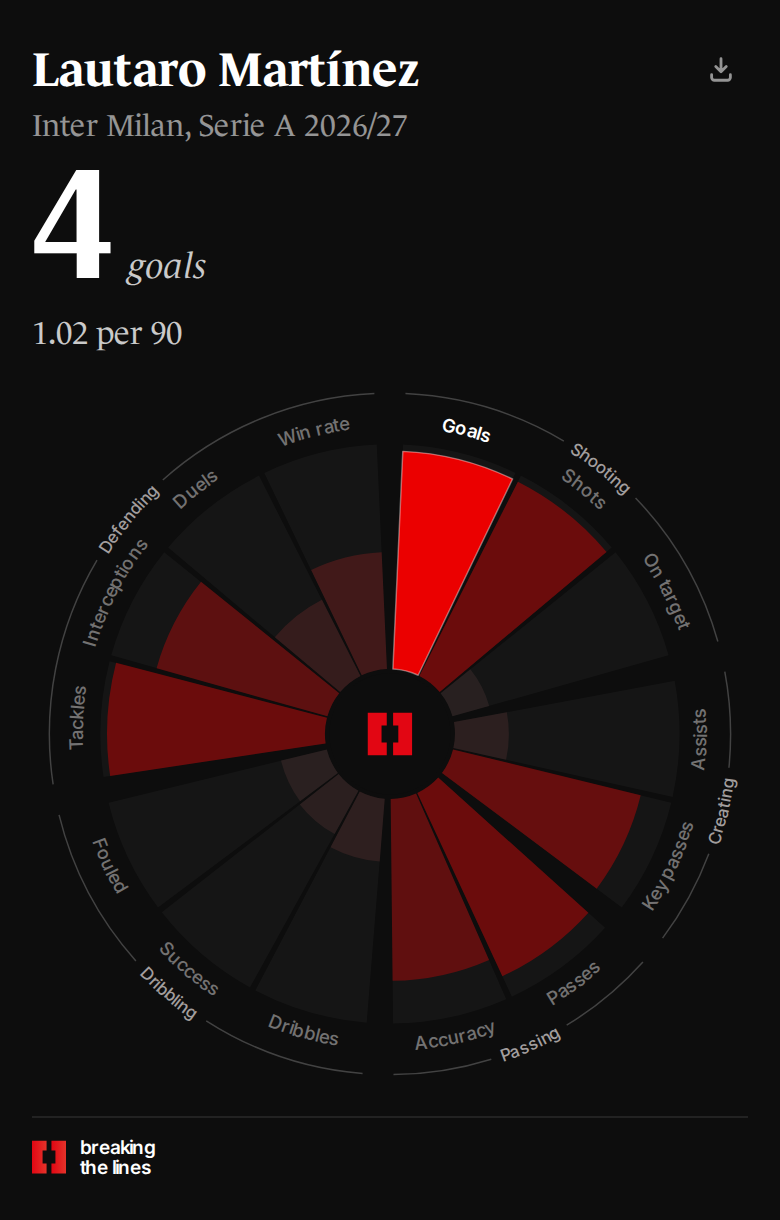 Lautaro Martínez
Inter Milan, Serie A 2026/27
4 goals
1.02 per 90
Goals
Shooting
Shots
On target
Assists
Creating
Key passes
Passes
Passing
Accuracy
Dribbles
Dribbling
Success
Fouled
Tackles
Interceptions
Defending
Duels
Win rate
breaking
the lines